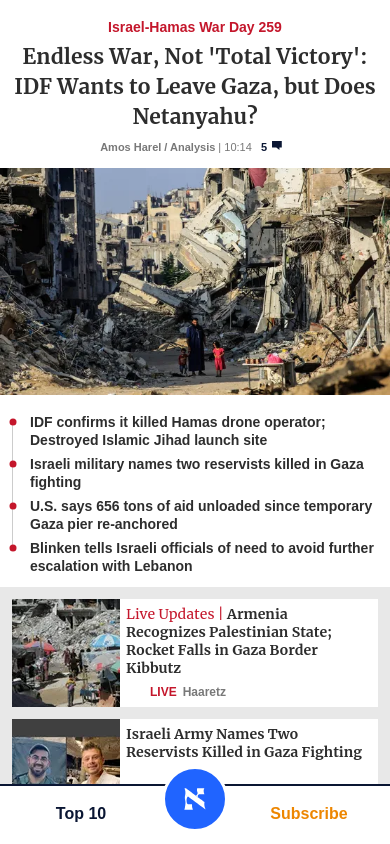 Israel-Hamas War Day 259
Endless War, Not 'Total Victory':
IDF Wants to Leave Gaza, but Does
Netanyahu?
Amos Harel / Analysis | 10:14 5
IDF confirms it killed Hamas drone operator;
Destroyed Islamic Jihad launch site
Israeli military names two reservists killed in Gaza
fighting
U.S. says 656 tons of aid unloaded since temporary
Gaza pier re-anchored
Blinken tells Israeli officials of need to avoid further
escalation with Lebanon
Live Updates | Armenia
Recognizes Palestinian State;
Rocket Falls in Gaza Border
Kibbutz
LIVE Haaretz
Israeli Army Names Two
Reservists Killed in Gaza Fighting
Top 10
א
Subscribe